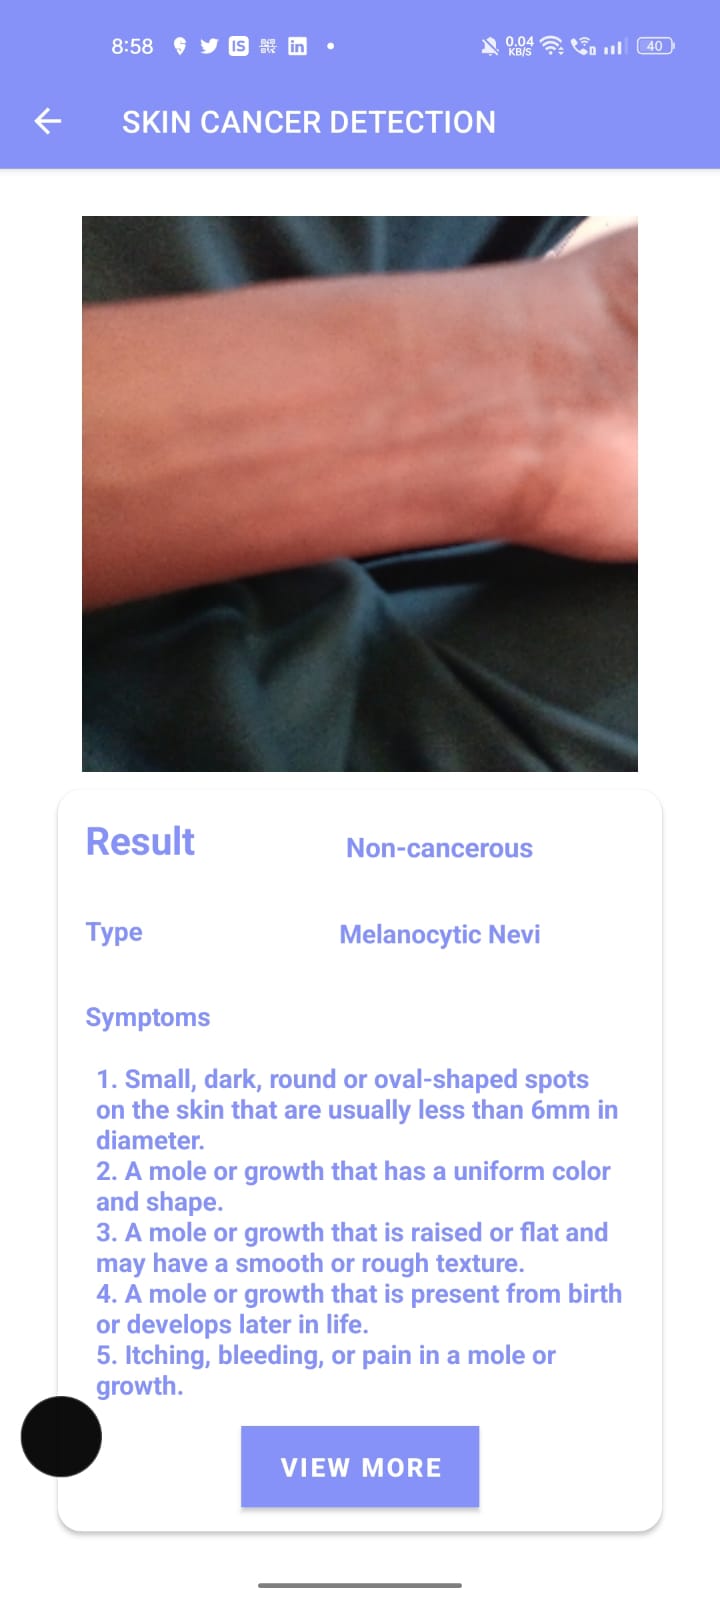 8:58
IS
0.04
KB/S
40
SKIN CANCER DETECTION
Result
Non-cancerous
Type
Melanocytic Nevi
Symptoms
1. Small, dark, round or oval-shaped spots
on the skin that are usually less than 6mm in
diameter.
2. A mole or growth that has a uniform color
and shape.
3. A mole or growth that is raised or flat and
may have a smooth or rough texture.
4. A mole or growth that is present from birth
or develops later in life.
5. Itching, bleeding, or pain in a mole or
growth.
VIEW MORE